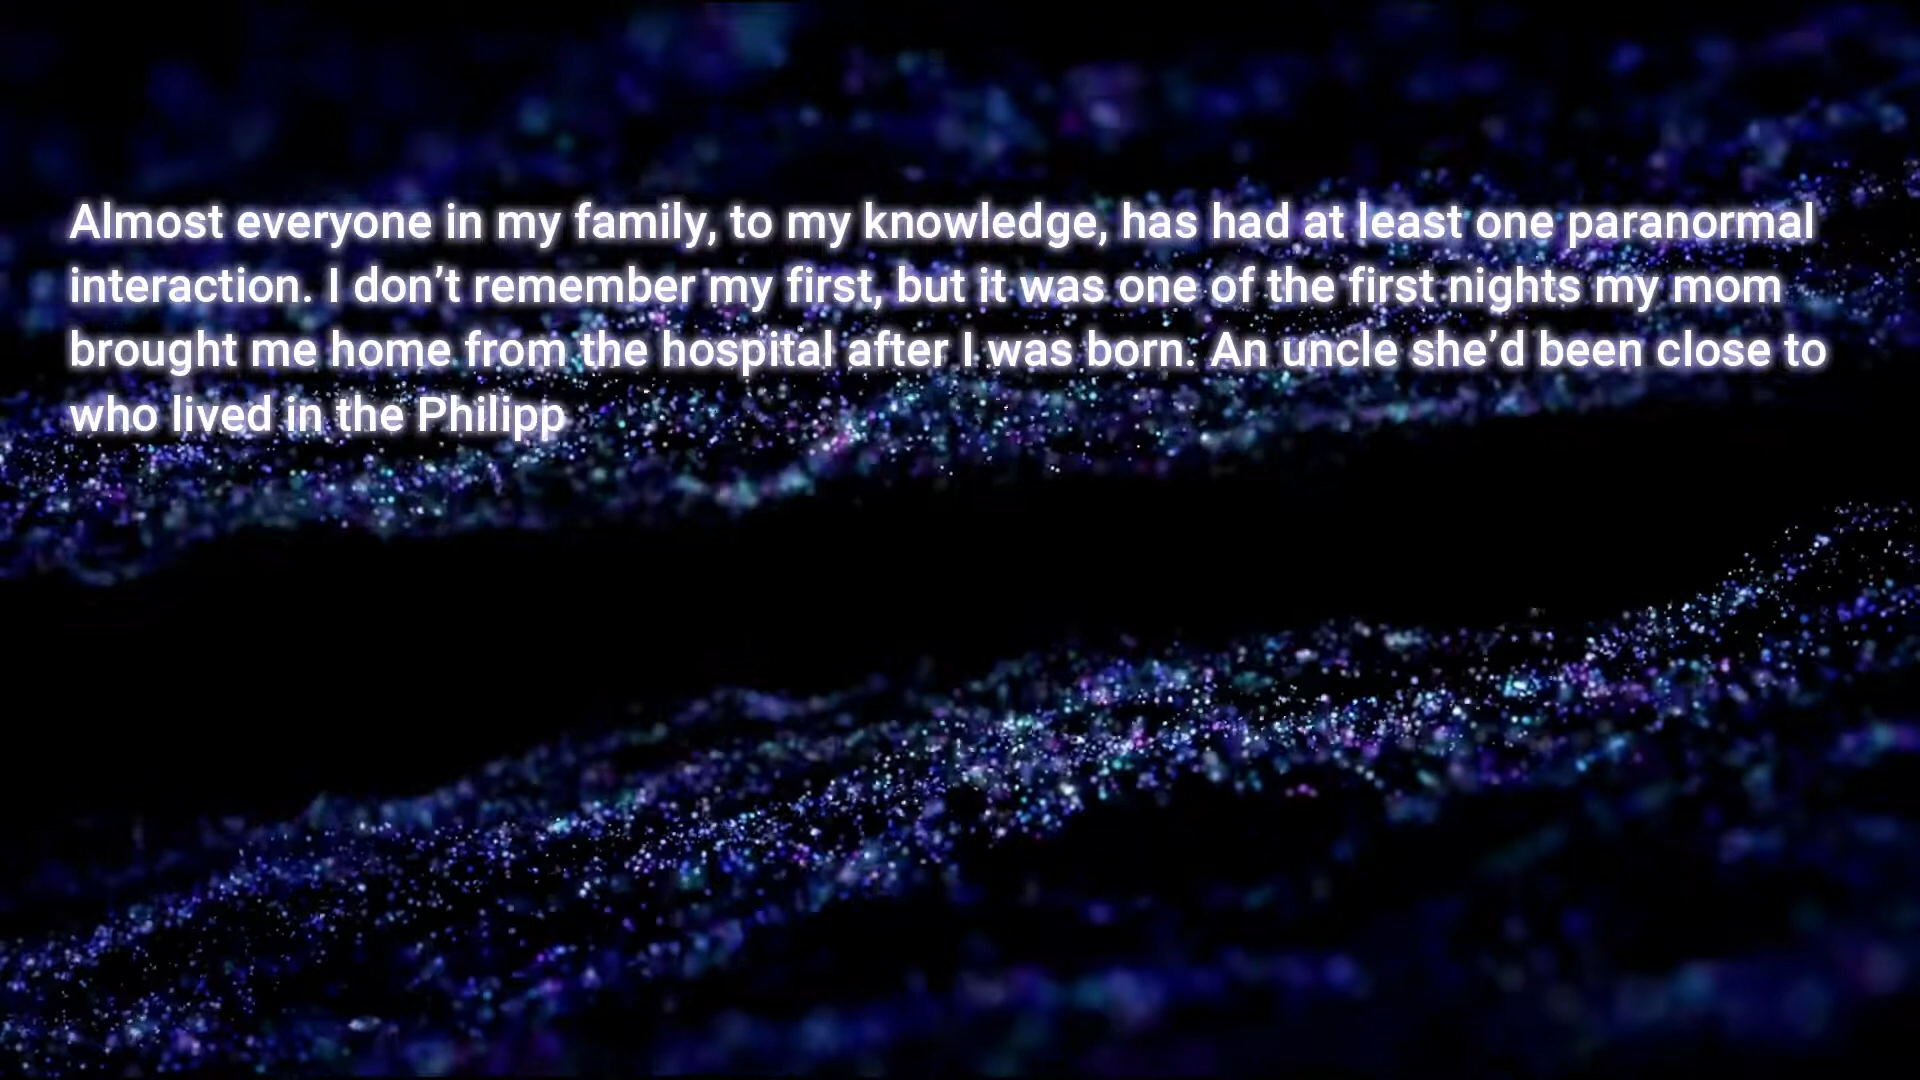 Almost everyone in my family, to my knowledge, has had at least one paranormal
interaction. I don’t remember my first, but it was one of the first nights my mom
brought me home from the hospital after I was born. An uncle she’d been close to
who lived in the Philipp